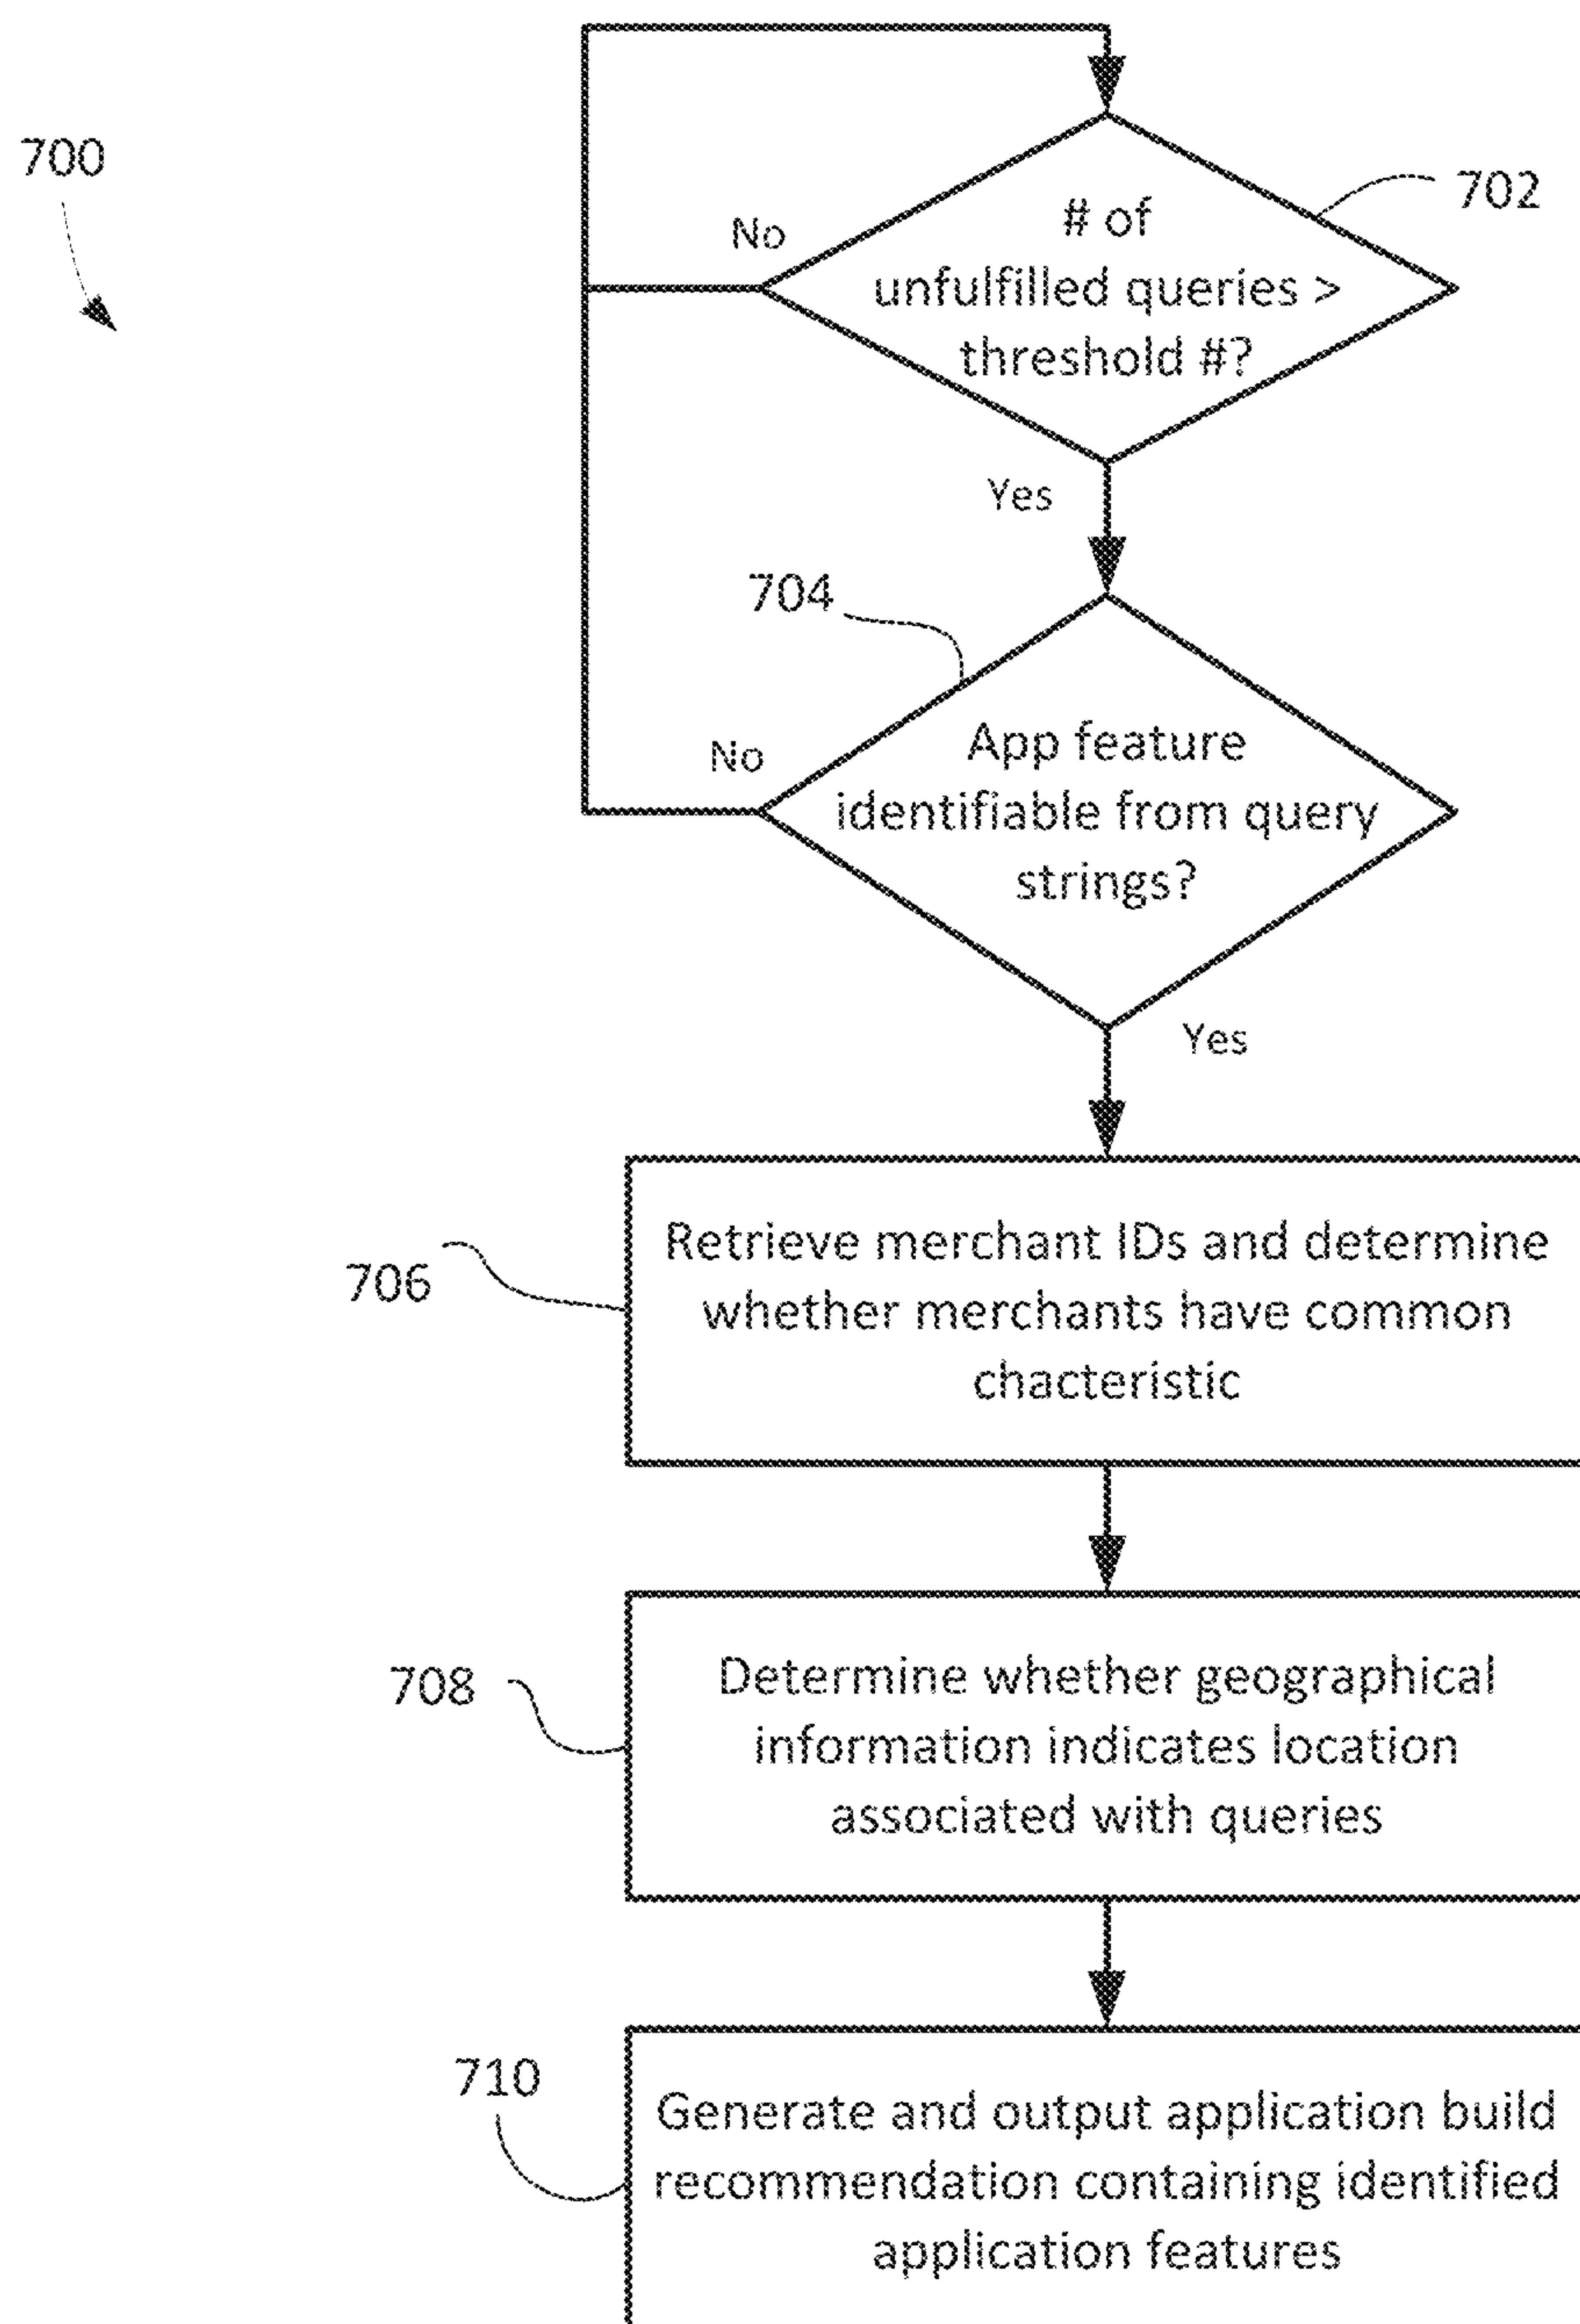 700
702
No
# of
unfulfilled queries >
threshold #?
Yes
704
No
App feature
identifiable from query
strings?
Yes
706
Retrieve merchant IDs and determine
whether merchants have common
chacteristic
708
Determine whether geographical
information indicates location
associated with queries
710
Generate and output application build
recommendation containing identified
application features